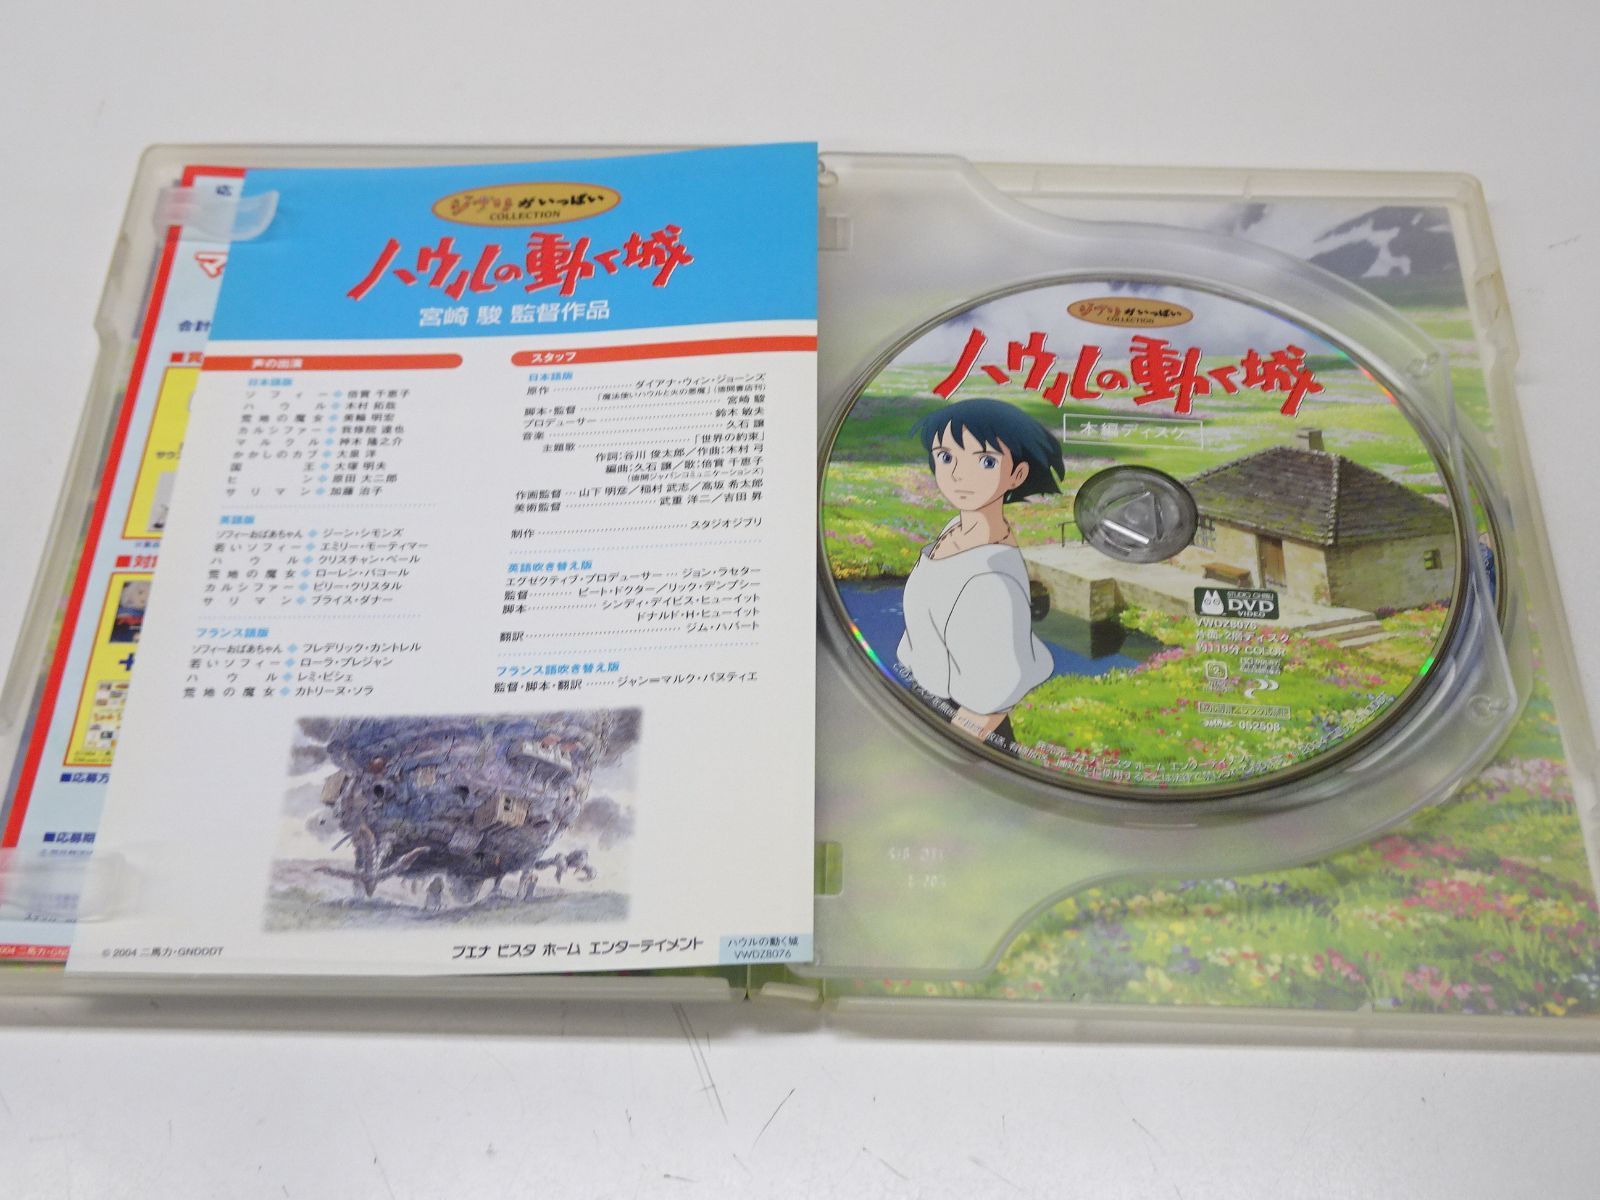 ジブリがいっぱい
COLLECTION
ハウルの動く城
宮崎 駿 監督作品
声の出演
日本語版
ソフィー◆倍賞 千恵子
ハウル◆木村 拓哉
荒地の魔女◆美輪 明宏
カルシファー◆我修院 達也
マルクル◆神木 隆之介
かかしのカブ◆大泉 洋
国王◆大塚 明夫
ヒン◆原田 大二郎
サリマン◆加藤 治子
英語版
ソフィーおばあちゃん◆ジーン・シモンズ
若いソフィー◆エミリー・モーティマー
ハウル◆クリスチャン・ベール
荒地の魔女◆ローレン・バコール
カルシファー◆ビリー・クリスタル
サリマン◆ブライス・ダナー
フランス語版
ソフィーおばあちゃん◆フレデリック・カントレル
若いソフィー◆ローラ・プレジャン
ハウル◆レミ・ビシェ
荒地の魔女◆カトリーヌ・ソラ
スタッフ
日本語版
原作……ダイアナ・ウィン・ジョーンズ
「魔法使いハウルと火の悪魔」(徳間書店刊)
脚本・監督……宮崎 駿
プロデューサー……鈴木 敏夫
音楽……久石 譲
主題歌……「世界の約束」
作詞:谷川 俊太郎/作曲:木村 弓
編曲:久石 譲/歌:倍賞 千恵子
(徳間ジャパンコミュニケーションズ)
作画監督…山下 明彦/稲村 武志/高坂 希太郎
美術監督……武重 洋二/吉田 昇
制作……スタジオジブリ
英語吹き替え版
エグゼクティブ・プロデューサー…ジョン・ラセター
監督……ピート・ドクター/リック・デンプシー
脚本……シンディ・デイビス・ヒューイット
ドナルド・H・ヒューイット
翻訳……ジム・ハバート
フランス語吹き替え版
監督・脚本・翻訳……ジャン=マルク・パヌティエ
© 2004 二馬力・GNDDDT
ブエナ ビスタ ホーム エンターテイメント
ハウルの動く城
VWDZ8076
■応募方
■応募期
ジブリがいっぱい
COLLECTION
ハウルの動く城
本編ディスク
STUDIO GHIBLI
DVD
VIDEO
VWDZ8076
片面・2層ディスク
約119分 COLOR